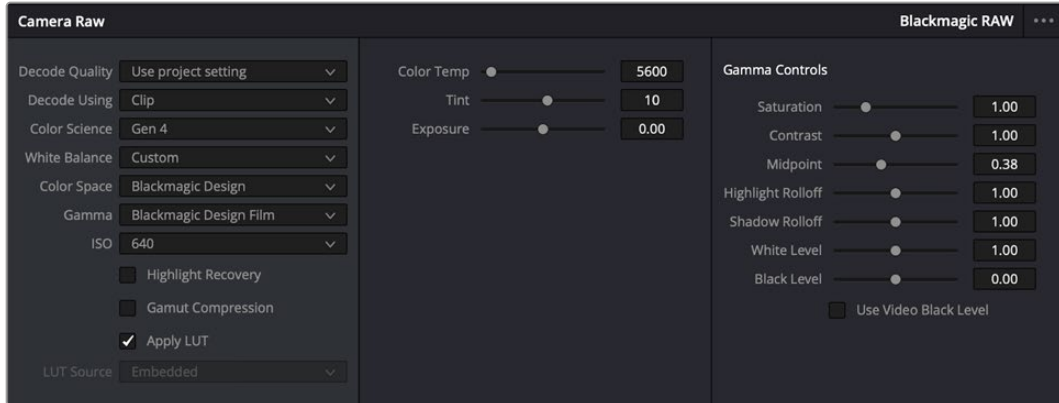 Camera Raw
Blackmagic RAW
Decode Quality Use project setting
Decode Using Clip
Color Science Gen 4
White Balance Custom
Color Space Blackmagic Design
Gamma Blackmagic Design Film
ISO 640
Highlight Recovery
Gamut Compression
Apply LUT
LUT Source Embedded
Color Temp 5600
Tint 10
Exposure 0.00
Gamma Controls
Saturation 1.00
Contrast 1.00
Midpoint 0.38
Highlight Rolloff 1.00
Shadow Rolloff 1.00
White Level 1.00
Black Level 0.00
Use Video Black Level